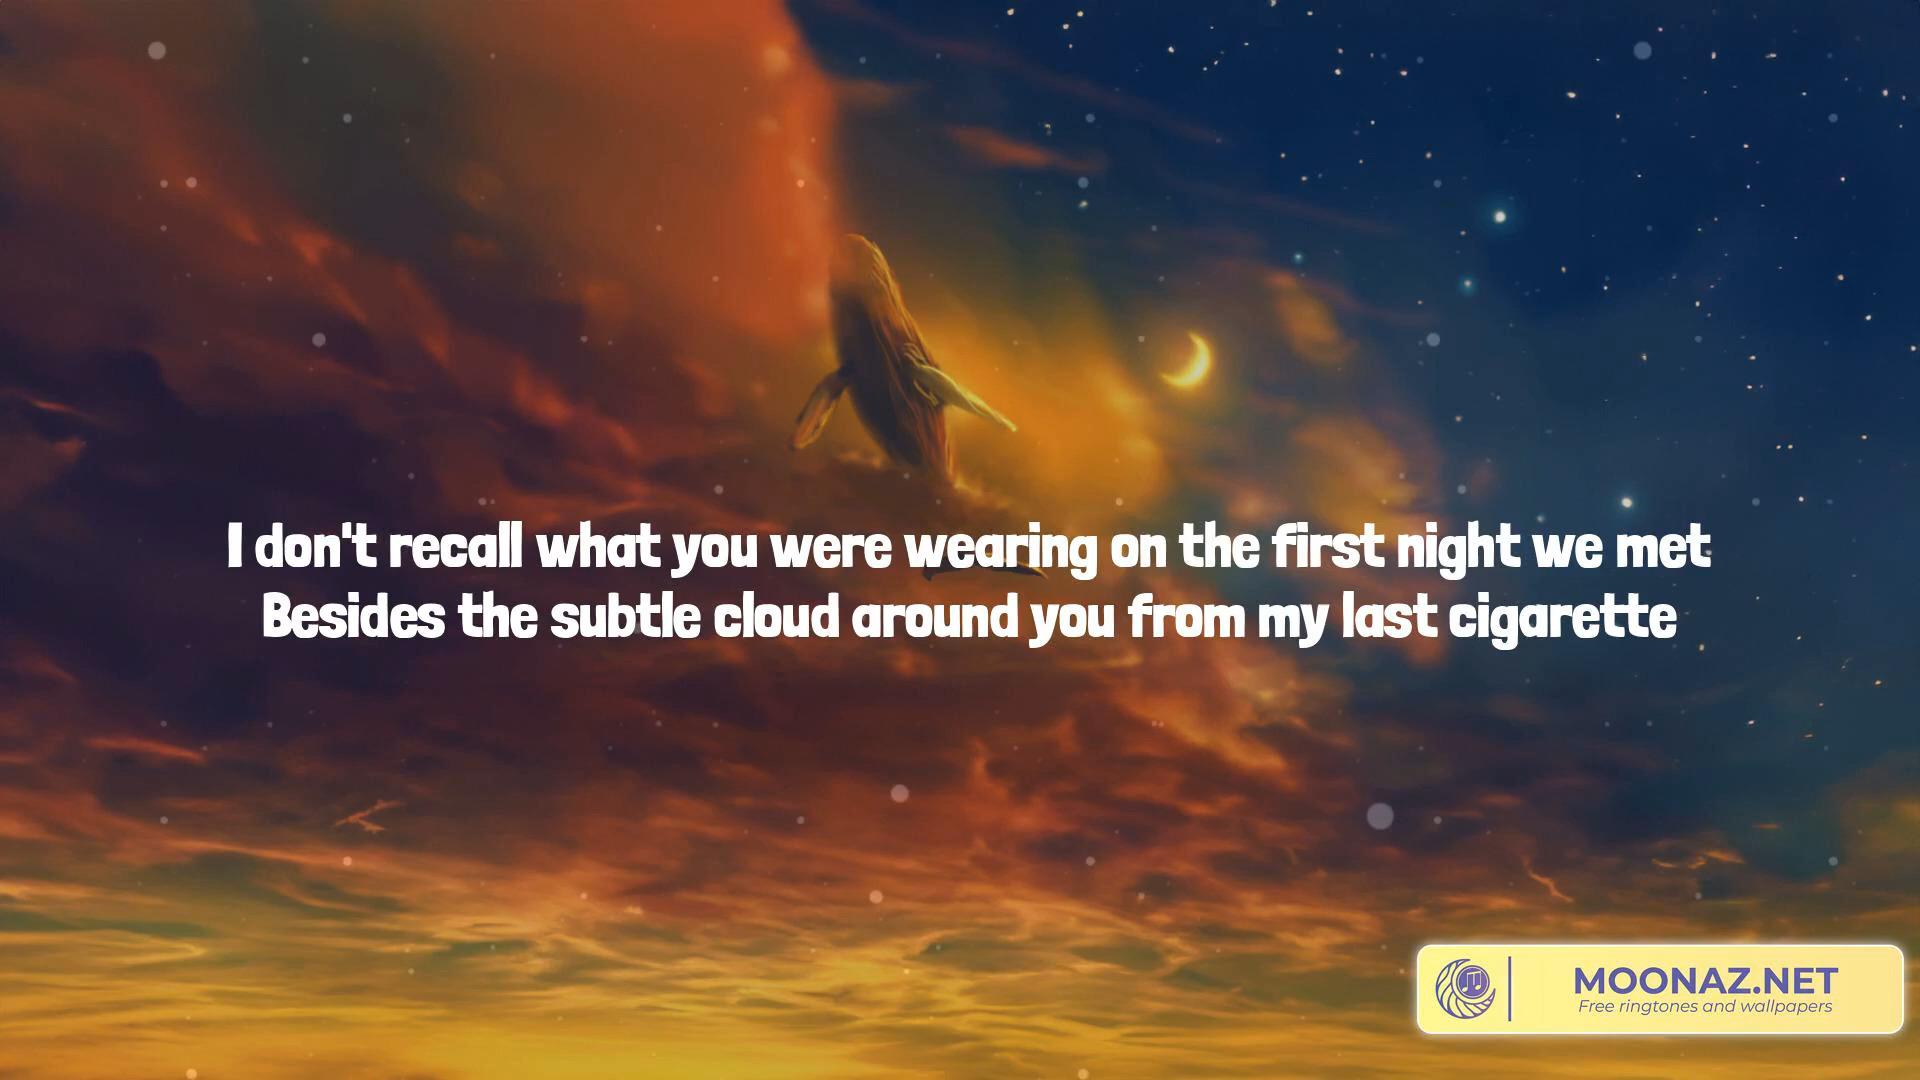 I don't recall what you were wearing on the first night we met
Besides the subtle cloud around you from my last cigarette
MOONAZ.NET
Free ringtones and wallpapers